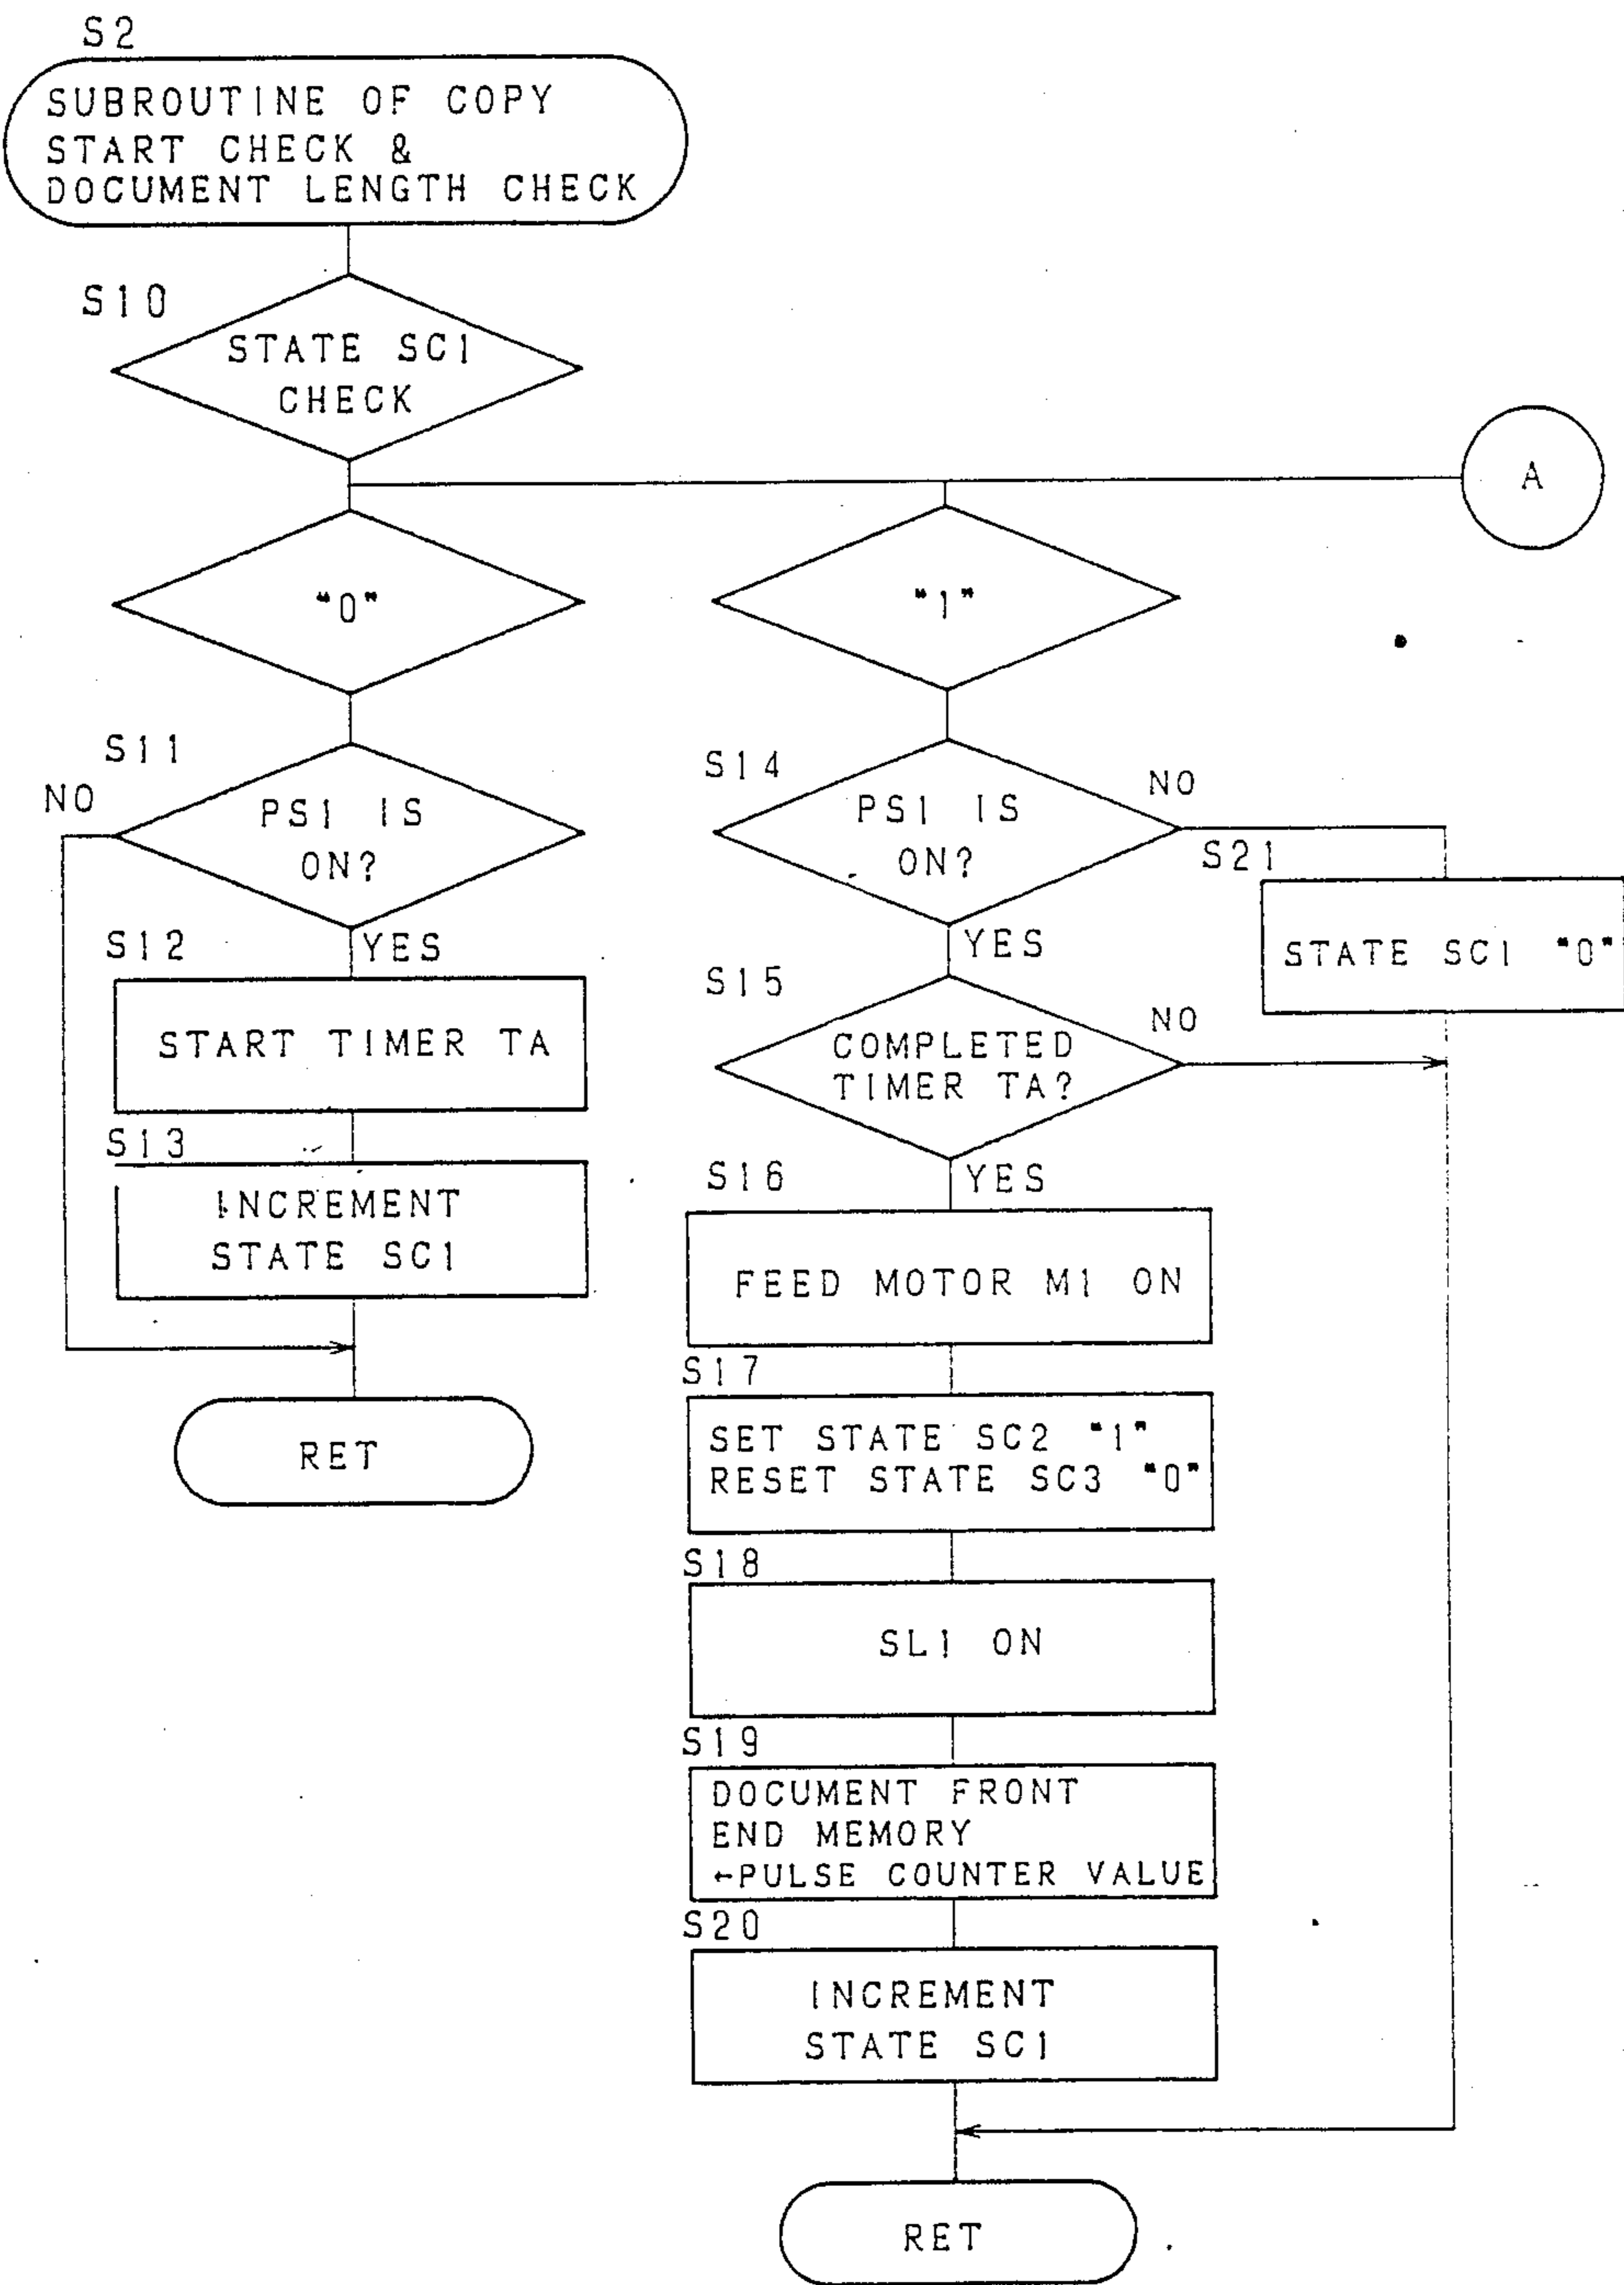 S2
SUBROUTINE OF COPY
START CHECK &
DOCUMENT LENGTH CHECK
S10
STATE SC1
CHECK
A
"0"
"1"
S11
NO
PS1 IS
ON?
YES
S12
START TIMER TA
S13
INCREMENT
STATE SC1
RET
S14
PS1 IS
ON?
NO
YES
S21
STATE SC1 "0"
S15
COMPLETED
TIMER TA?
NO
YES
S16
FEED MOTOR M1 ON
S17
SET STATE SC2 "1"
RESET STATE SC3 "0"
S18
SL1 ON
S19
DOCUMENT FRONT
END MEMORY
←PULSE COUNTER VALUE
S20
INCREMENT
STATE SC1
RET